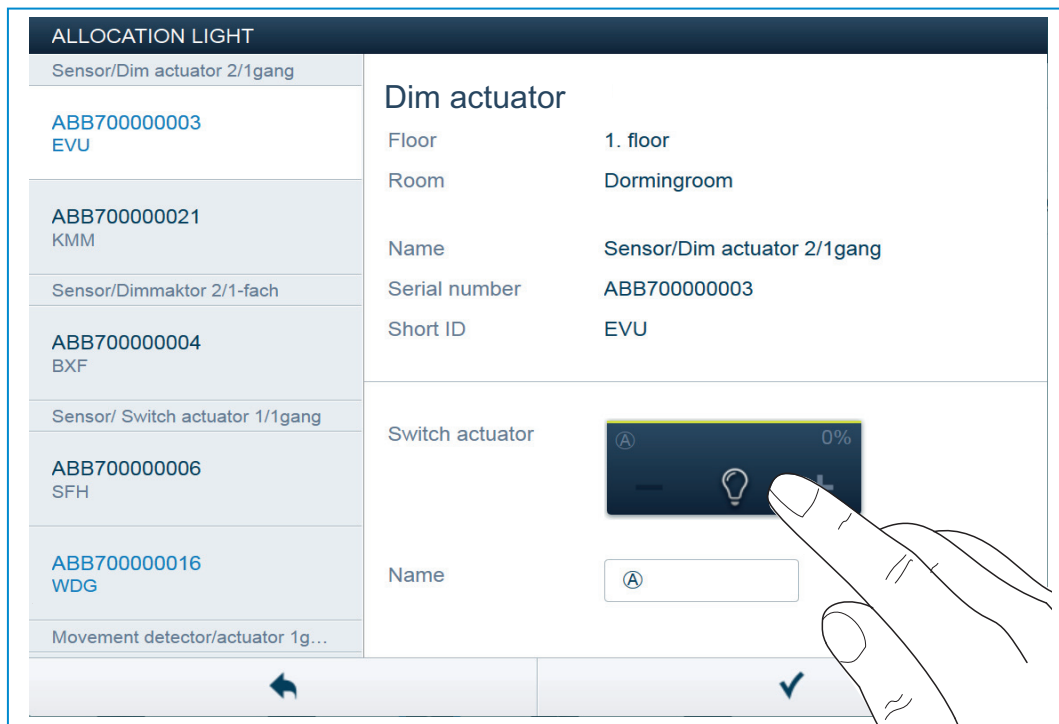 ALLOCATION LIGHT
Sensor/Dim actuator 2/1gang
ABB700000003
EVU
ABB700000021
KMM
Sensor/Dimmaktor 2/1-fach
ABB700000004
BXF
Sensor/ Switch actuator 1/1gang
ABB700000006
SFH
ABB700000016
WDG
Movement detector/actuator 1g…
Dim actuator
Floor 1. floor
Room Dormingroom
Name Sensor/Dim actuator 2/1gang
Serial number ABB700000003
Short ID EVU
Switch actuator
Ⓐ 0%
− +
Name Ⓐ